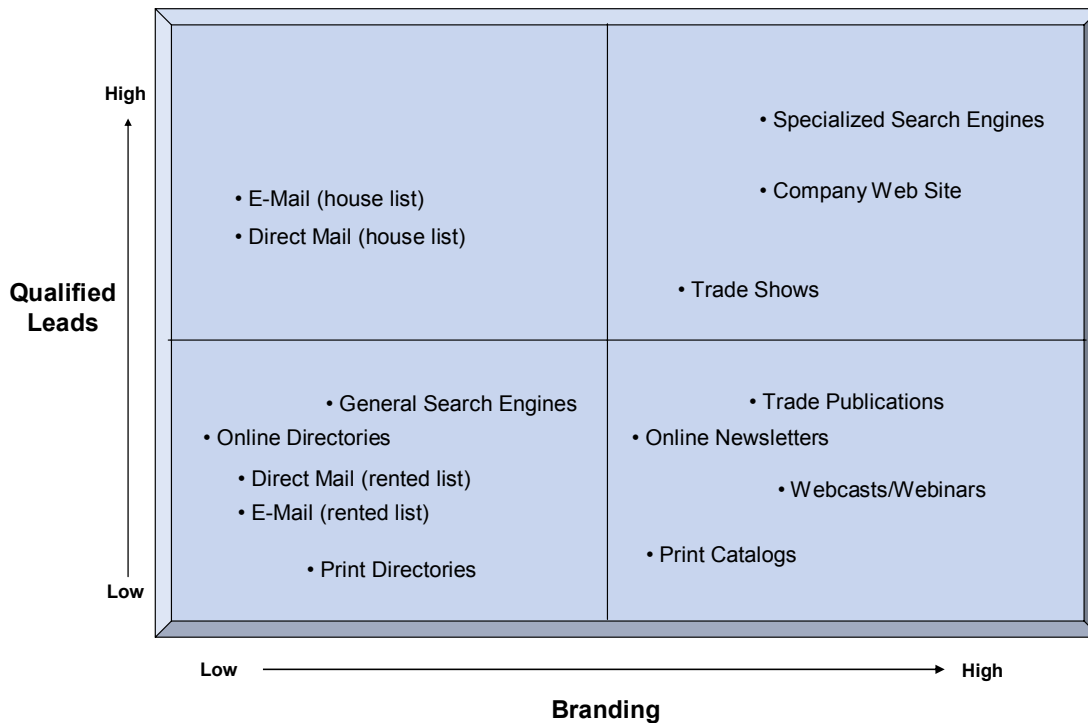 High
• Specialized Search Engines
• E-Mail (house list)
• Company Web Site
• Direct Mail (house list)
Qualified
Leads
• Trade Shows
• General Search Engines
• Trade Publications
• Online Directories
• Online Newsletters
• Direct Mail (rented list)
• Webcasts/Webinars
• E-Mail (rented list)
• Print Catalogs
• Print Directories
Low
Low
High
Branding